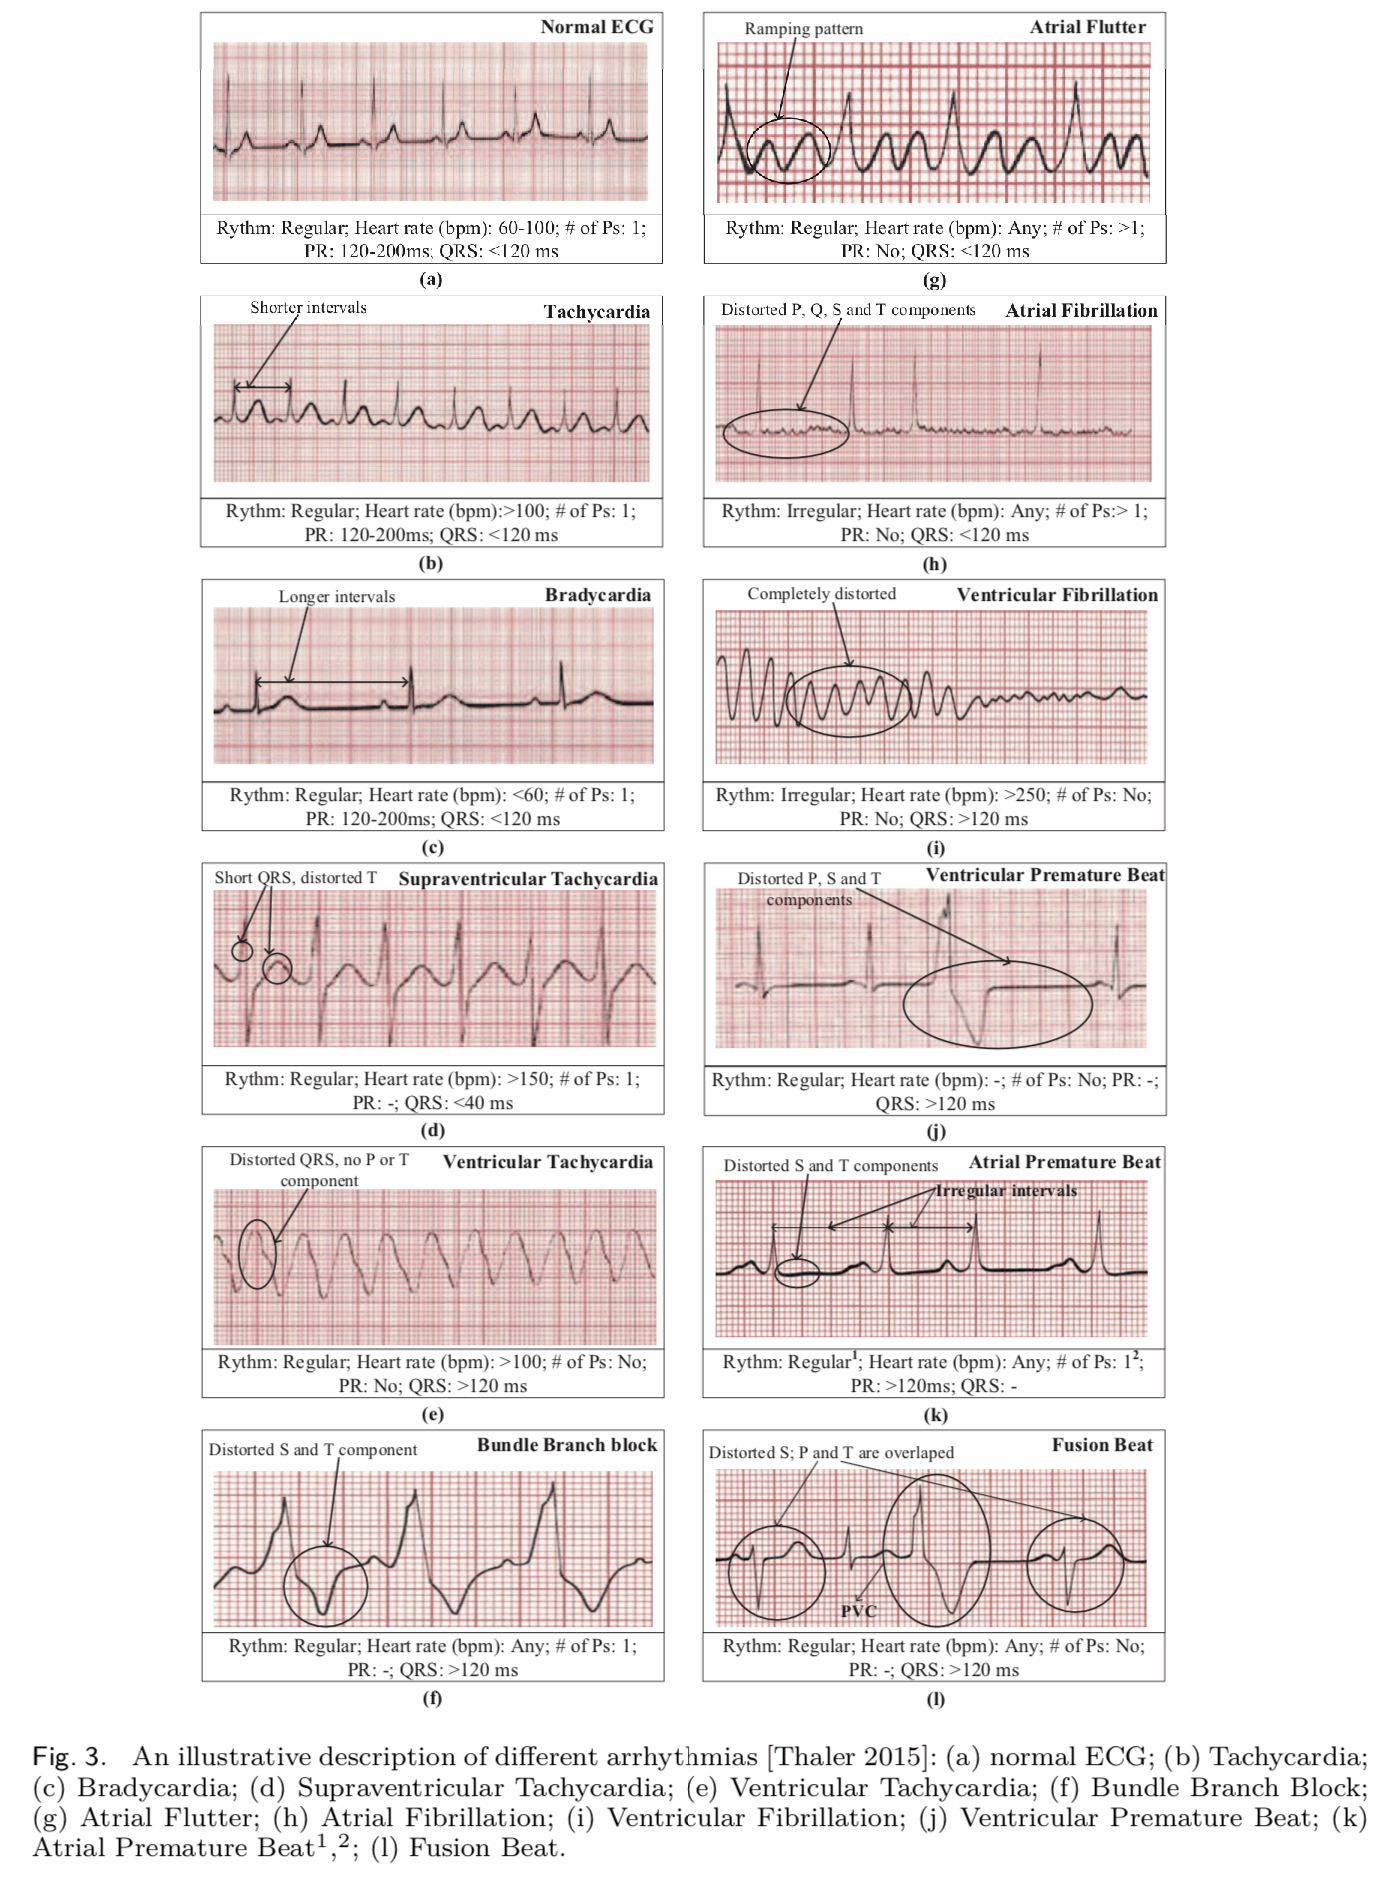 Normal ECG
Rythm: Regular; Heart rate (bpm): 60-100; # of Ps: 1;
PR: 120-200ms; QRS: <120 ms
(a)
Shorter intervals
Tachycardia
Rythm: Regular; Heart rate (bpm):>100; # of Ps: 1;
PR: 120-200ms; QRS: <120 ms
(b)
Longer intervals
Bradycardia
Rythm: Regular; Heart rate (bpm): <60; # of Ps: 1;
PR: 120-200ms; QRS: <120 ms
(c)
Short QRS, distorted T
Supraventricular Tachycardia
Rythm: Regular; Heart rate (bpm): >150; # of Ps: 1;
PR: -; QRS: <40 ms
(d)
Distorted QRS, no P or T
component
Ventricular Tachycardia
Rythm: Regular; Heart rate (bpm): >100; # of Ps: No;
PR: No; QRS: >120 ms
(e)
Distorted S and T component
Bundle Branch block
Rythm: Regular; Heart rate (bpm): Any; # of Ps: 1;
PR: -; QRS: >120 ms
(f)
Ramping pattern
Atrial Flutter
Rythm: Regular; Heart rate (bpm): Any; # of Ps: >1;
PR: No; QRS: <120 ms
(g)
Distorted P, Q, S and T components
Atrial Fibrillation
Rythm: Irregular; Heart rate (bpm): Any; # of Ps:> 1;
PR: No; QRS: <120 ms
(h)
Completely distorted
Ventricular Fibrillation
Rythm: Irregular; Heart rate (bpm): >250; # of Ps: No;
PR: No; QRS: >120 ms
(i)
Distorted P, S and T
components
Ventricular Premature Beat
Rythm: Regular; Heart rate (bpm): -; # of Ps: No; PR: -;
QRS: >120 ms
(j)
Distorted S and T components
Atrial Premature Beat
Irregular intervals
Rythm: Regular¹; Heart rate (bpm): Any; # of Ps: 1²;
PR: >120ms; QRS: -
(k)
Distorted S; P and T are overlaped
Fusion Beat
PVC
Rythm: Regular; Heart rate (bpm): Any; # of Ps: No;
PR: -; QRS: >120 ms
(l)
Fig. 3. An illustrative description of different arrhythmias [Thaler 2015]: (a) normal ECG; (b) Tachycardia;
(c) Bradycardia; (d) Supraventricular Tachycardia; (e) Ventricular Tachycardia; (f) Bundle Branch Block;
(g) Atrial Flutter; (h) Atrial Fibrillation; (i) Ventricular Fibrillation; (j) Ventricular Premature Beat; (k)
Atrial Premature Beat¹,²; (l) Fusion Beat.